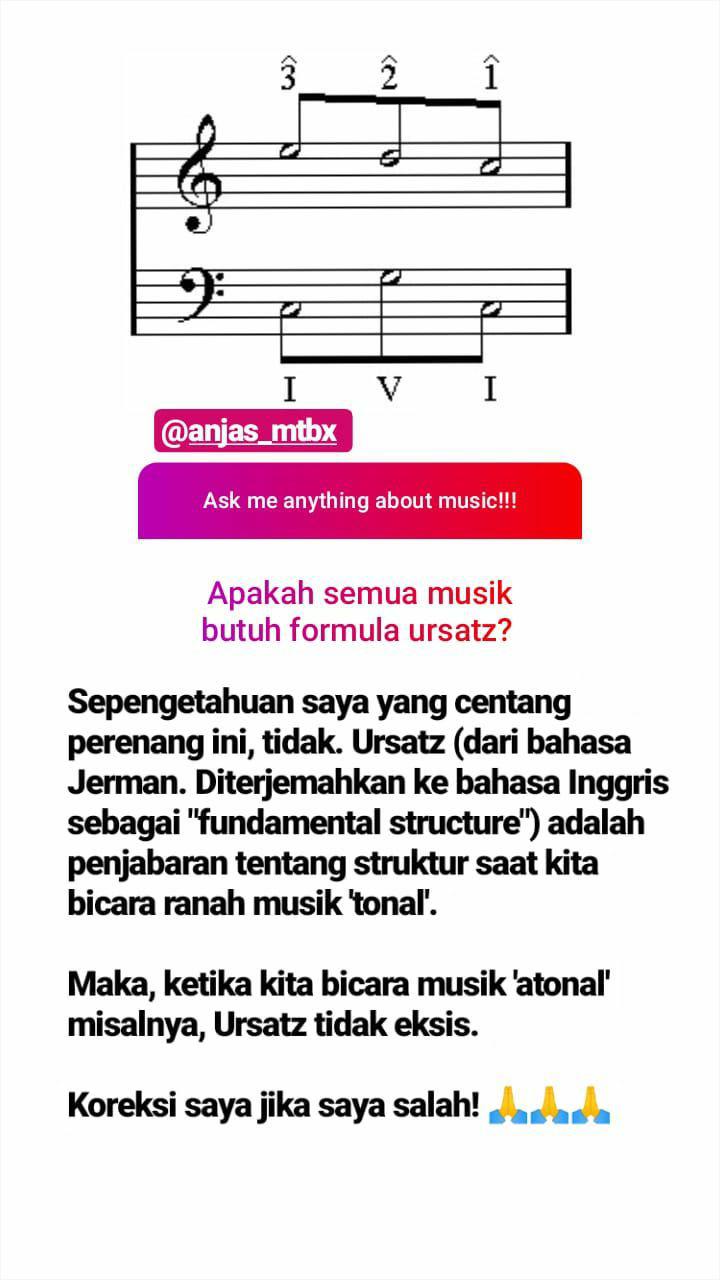 3̂ 2̂ 1̂
I V I
@anjas_mtbx
Ask me anything about music!!!
Apakah semua musik
butuh formula ursatz?
Sepengetahuan saya yang centang
perenang ini, tidak. Ursatz (dari bahasa
Jerman. Diterjemahkan ke bahasa Inggris
sebagai "fundamental structure") adalah
penjabaran tentang struktur saat kita
bicara ranah musik 'tonal'.
Maka, ketika kita bicara musik 'atonal'
misalnya, Ursatz tidak eksis.
Koreksi saya jika saya salah! 🙏🙏🙏